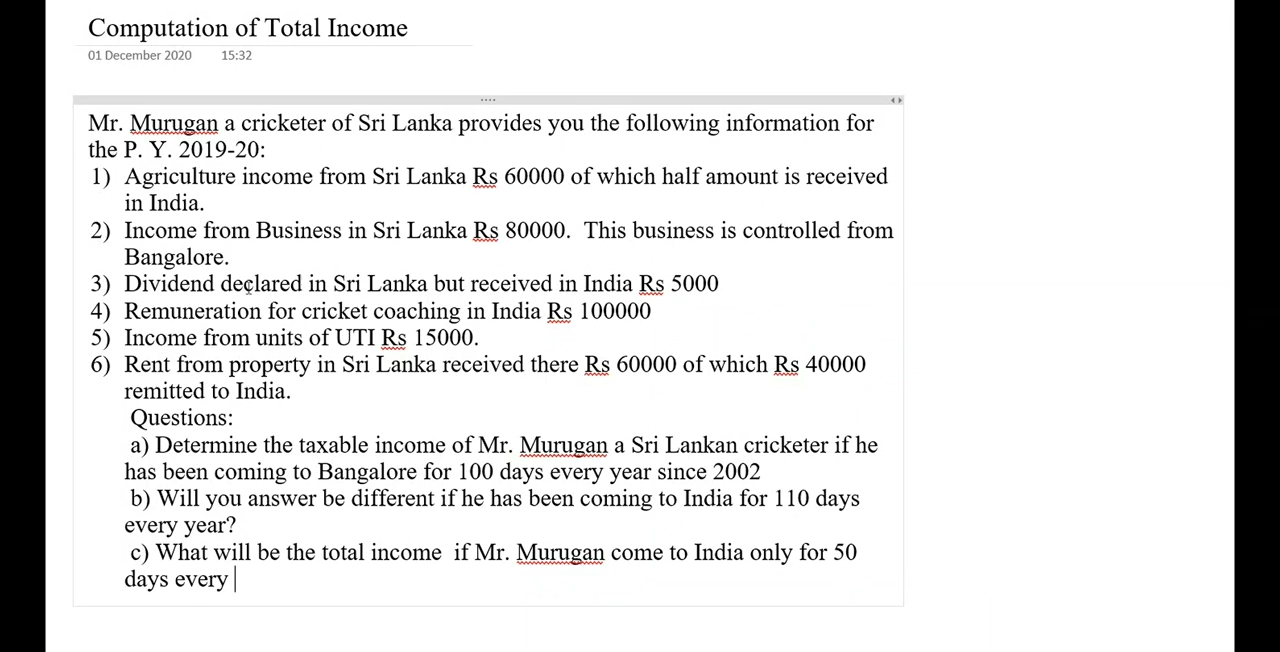 Computation of Total Income
01 December 2020 15:32
Mr. Murugan a cricketer of Sri Lanka provides you the following information for
the P. Y. 2019-20:
1) Agriculture income from Sri Lanka Rs 60000 of which half amount is received
in India.
2) Income from Business in Sri Lanka Rs 80000. This business is controlled from
Bangalore.
3) Dividend declared in Sri Lanka but received in India Rs 5000
4) Remuneration for cricket coaching in India Rs 100000
5) Income from units of UTI Rs 15000.
6) Rent from property in Sri Lanka received there Rs 60000 of which Rs 40000
remitted to India.
Questions:
a) Determine the taxable income of Mr. Murugan a Sri Lankan cricketer if he
has been coming to Bangalore for 100 days every year since 2002
b) Will you answer be different if he has been coming to India for 110 days
every year?
c) What will be the total income if Mr. Murugan come to India only for 50
days every